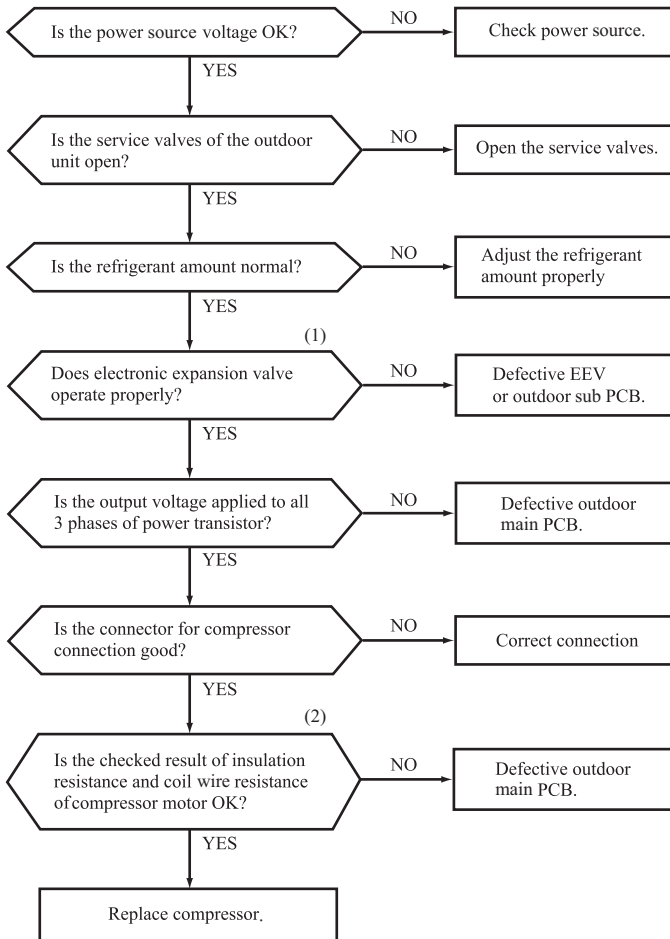 Is the power source voltage OK?
NO
Check power source.
YES
Is the service valves of the outdoor
unit open?
NO
Open the service valves.
YES
Is the refrigerant amount normal?
NO
Adjust the refrigerant
amount properly
YES
(1)
Does electronic expansion valve
operate properly?
NO
Defective EEV
or outdoor sub PCB.
YES
Is the output voltage applied to all
3 phases of power transistor?
NO
Defective outdoor
main PCB.
YES
Is the connector for compressor
connection good?
NO
Correct connection
YES
(2)
Is the checked result of insulation
resistance and coil wire resistance
of compressor motor OK?
NO
Defective outdoor
main PCB.
YES
Replace compressor.